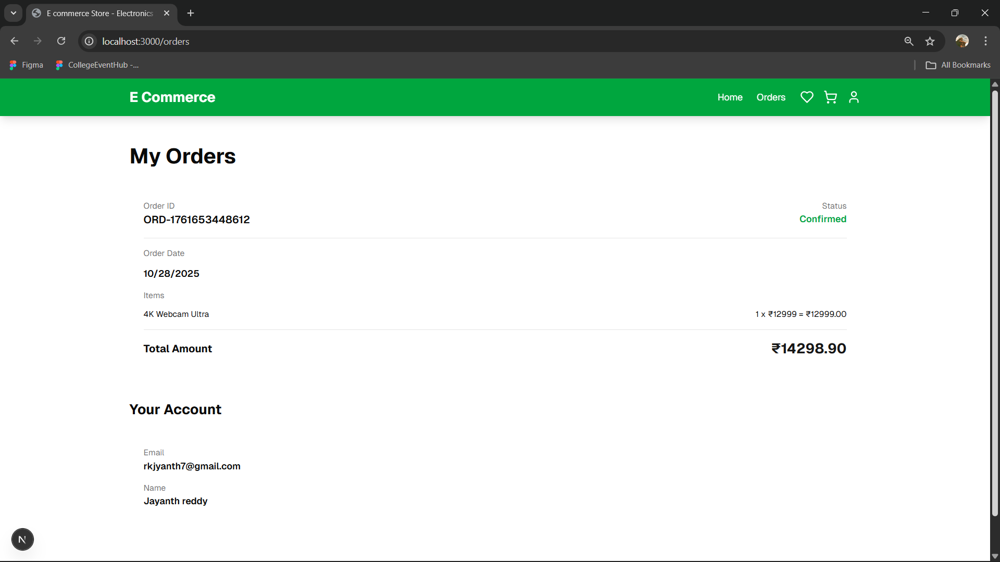 E commerce Store - Electronics
localhost:3000/orders
Figma
CollegeEventHub -...
All Bookmarks
E Commerce
Home
Orders
My Orders
Order ID
Status
ORD-1761653448612
Confirmed
Order Date
10/28/2025
Items
4K Webcam Ultra
1 x ₹12999 = ₹12999.00
Total Amount
₹14298.90
Your Account
Email
rkjyanth7@gmail.com
Name
Jayanth reddy
N